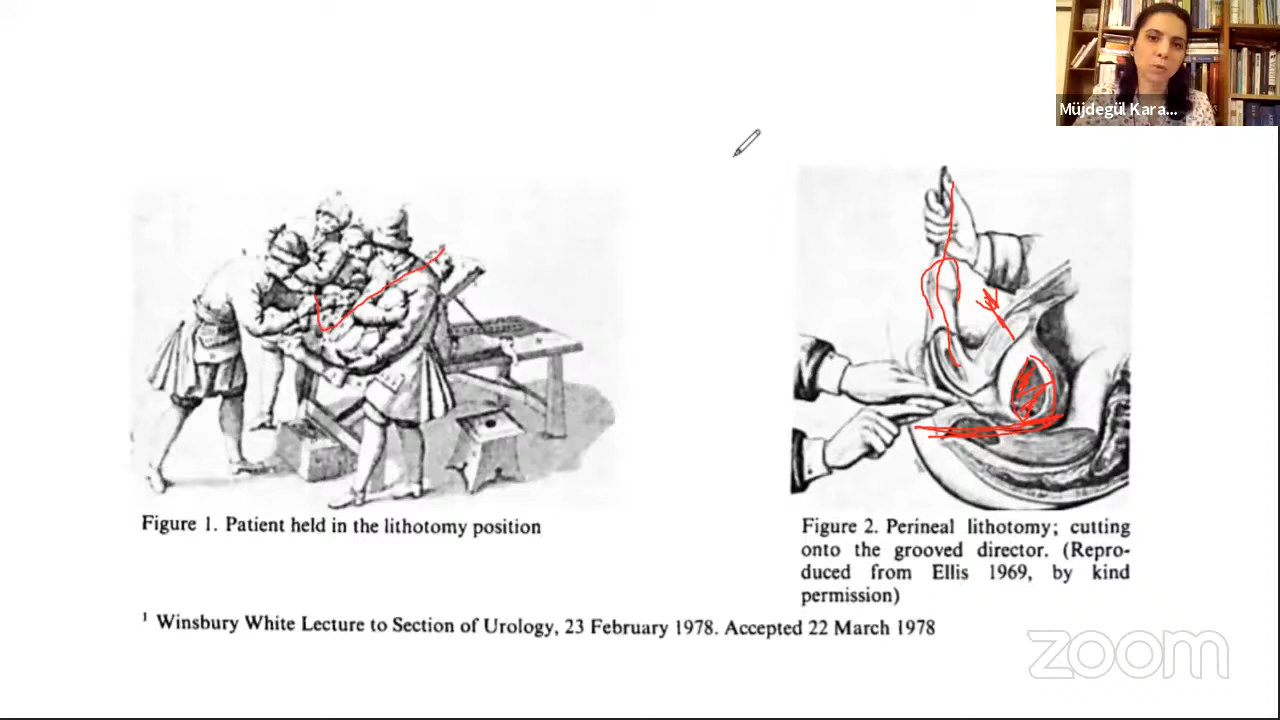 Müjdegül Kara...
Figure 1. Patient held in the lithotomy position
Figure 2. Perineal lithotomy; cutting
onto the grooved director. (Repro-
duced from Ellis 1969, by kind
permission)
¹ Winsbury White Lecture to Section of Urology, 23 February 1978. Accepted 22 March 1978
zoom